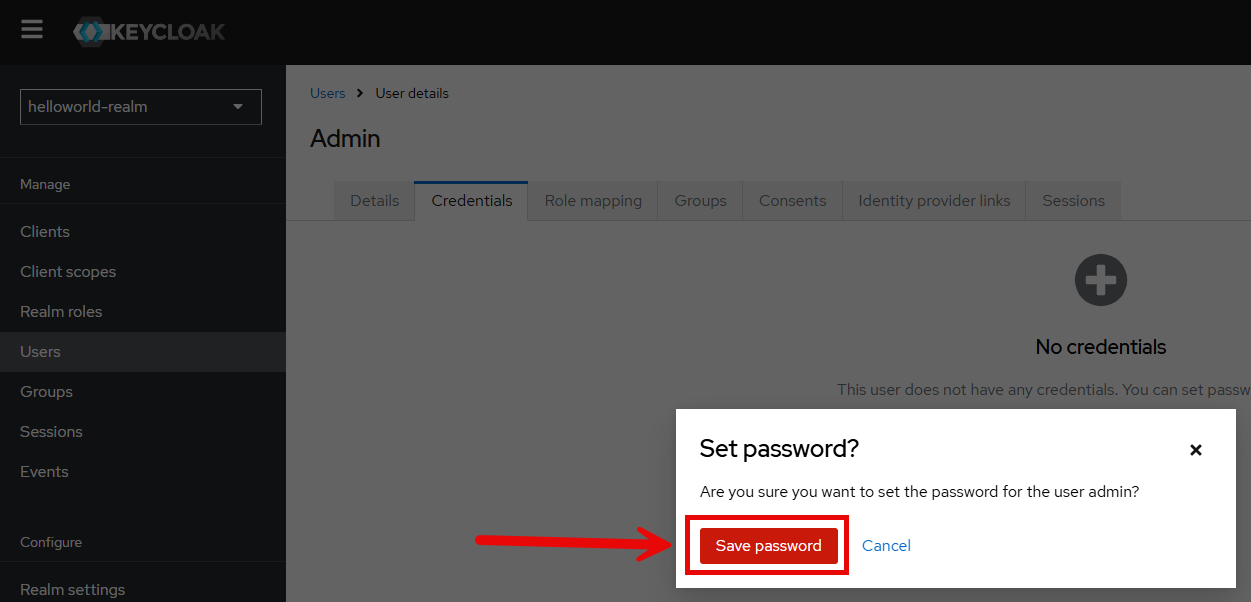 KEYCLOAK
helloworld-realm
Manage
Clients
Client scopes
Realm roles
Users
Groups
Sessions
Events
Configure
Realm settings
Users > User details
Admin
Details Credentials Role mapping Groups Consents Identity provider links Sessions
No credentials
This user does not have any credentials. You can set passw
Set password?
Are you sure you want to set the password for the user admin?
Save password Cancel